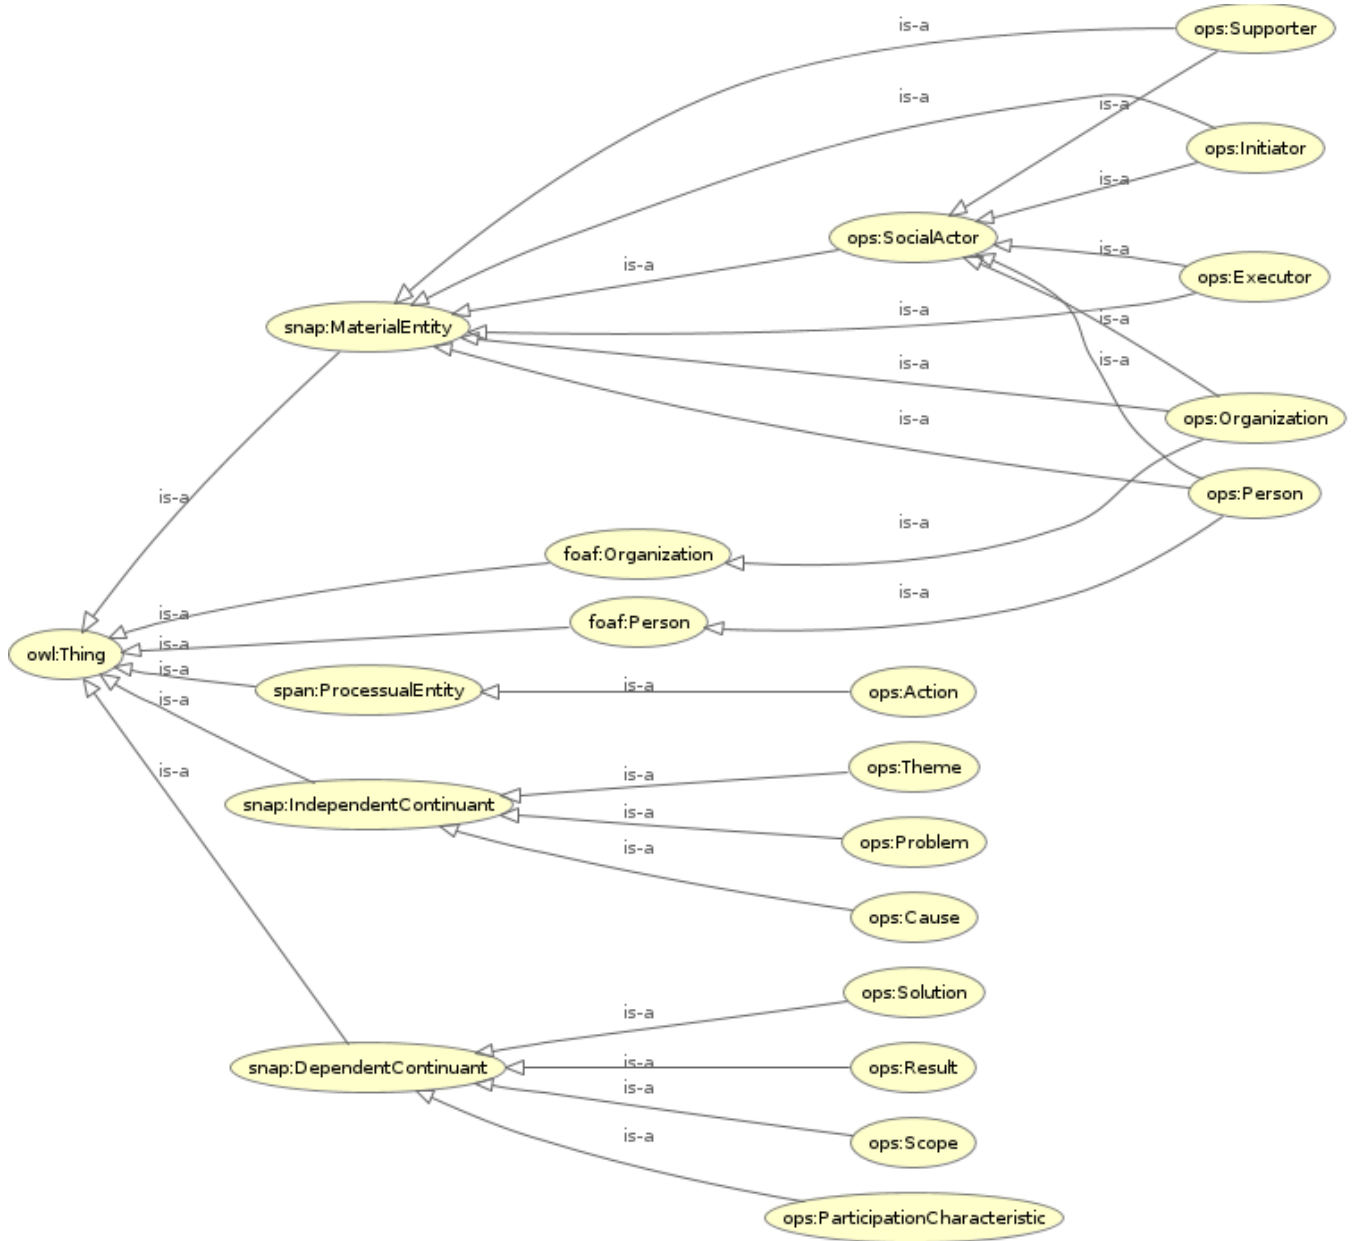 is-a
ops:Supporter
is-a
is-a
ops:Initiator
is-a
ops:SocialActor
is-a
is-a
ops:Executor
is-a
snap:MaterialEntity
is-a
is-a
is-a
ops:Organization
is-a
ops:Person
is-a
is-a
foaf:Organization
is-a
is-a
foaf:Person
is-a
owl:Thing
is-a
span:ProcessualEntity
is-a
ops:Action
is-a
is-a
ops:Theme
is-a
snap:IndependentContinuant
is-a
ops:Problem
is-a
ops:Cause
ops:Solution
is-a
is-a
snap:DependentContinuant
ops:Result
is-a
is-a
ops:Scope
ops:ParticipationCharacteristic